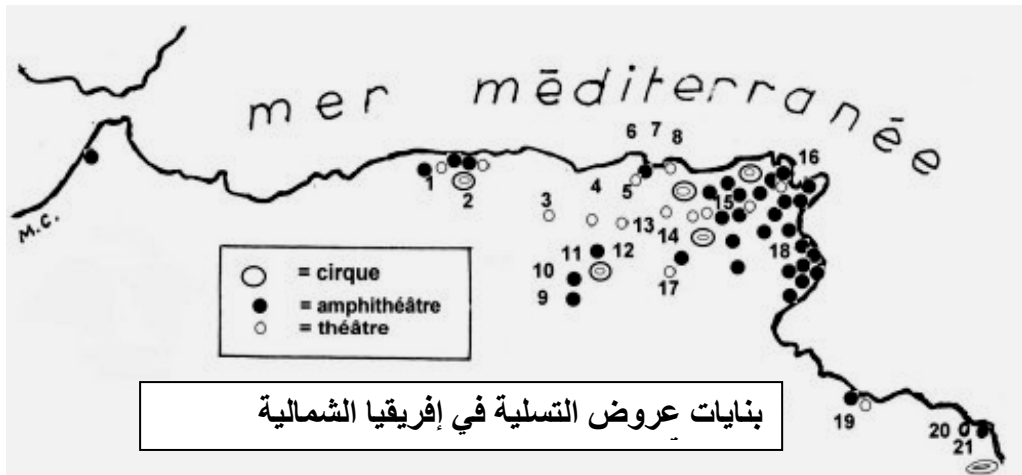 mer méditerranée
M.C.
6 7 8
16
1
2
3
4
5
15
13
14
11
12
10
9
17
18
19
20
21
= cirque
= amphithéâtre
= théâtre
بنايات عروض التسلية في إفريقيا الشمالية